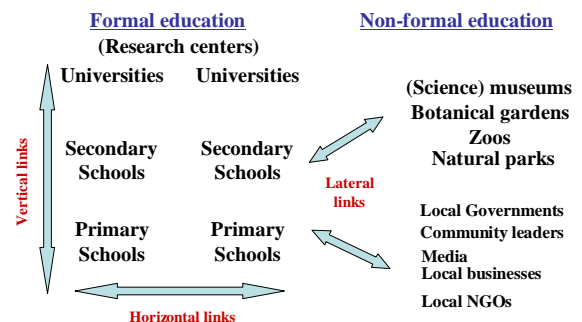 Formal education
Non-formal education
(Research centers)
Universities Universities
(Science) museums
Botanical gardens
Zoos
Natural parks
Secondary Secondary
Schools Schools
Vertical links
Lateral
links
Primary Primary
Schools Schools
Local Governments
Community leaders
Media
Local businesses
Local NGOs
Horizontal links